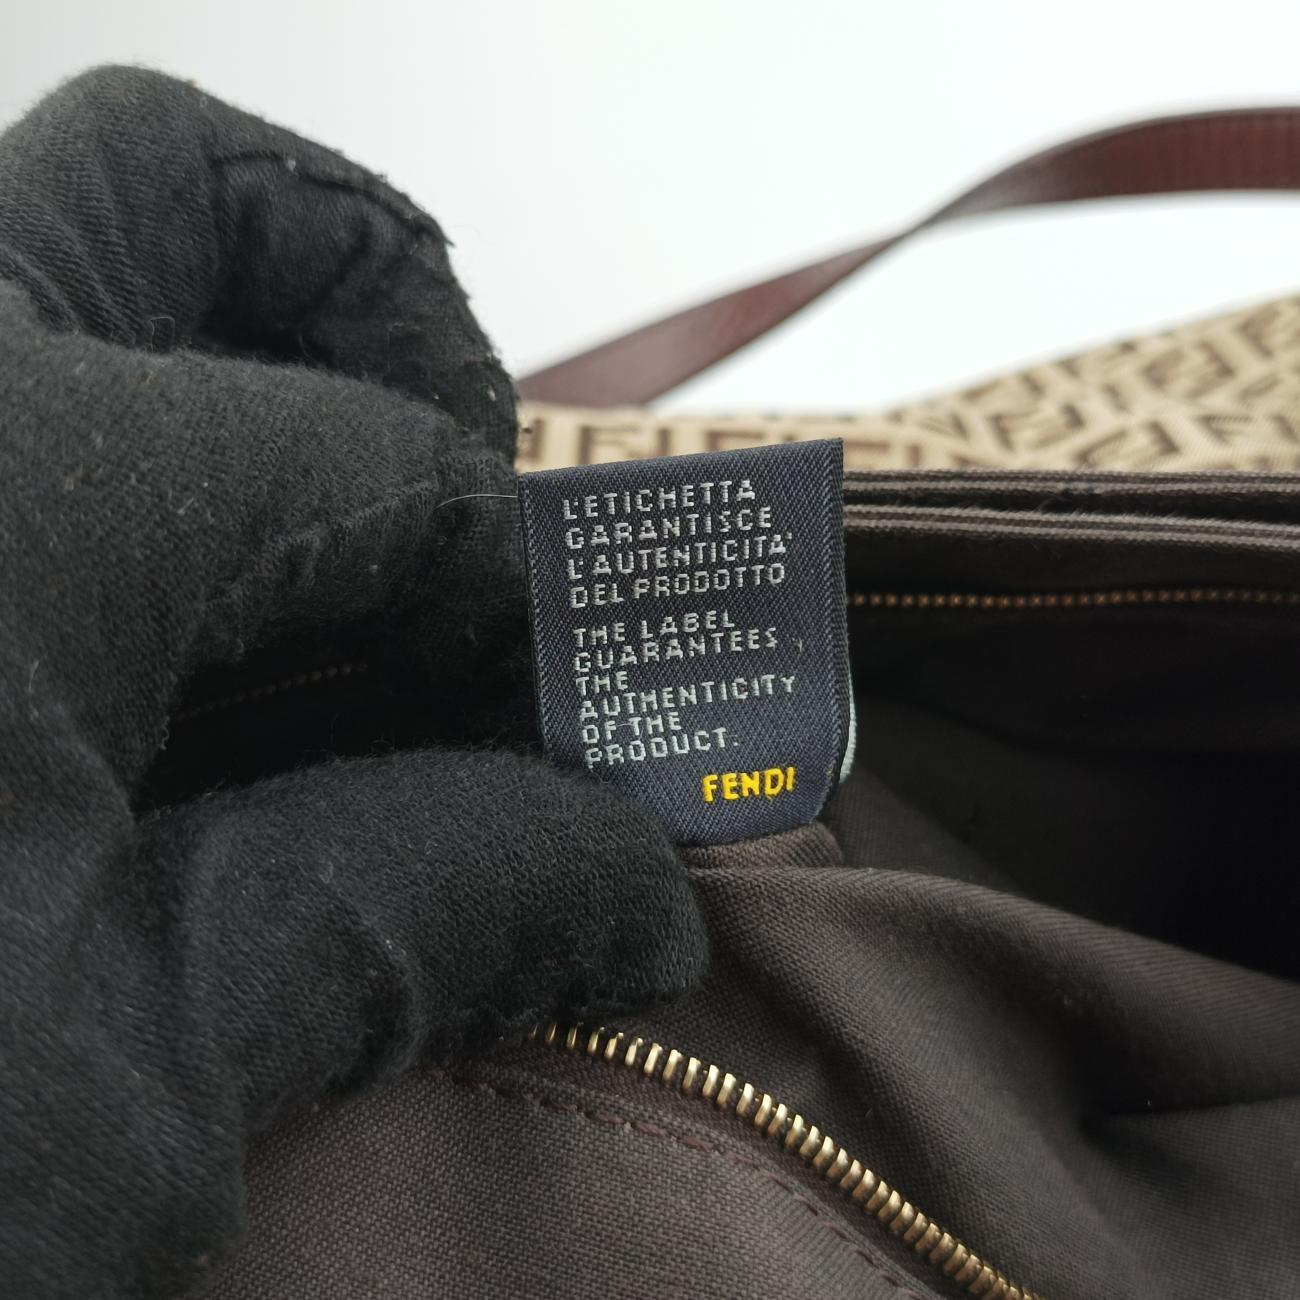 L'ETICHETTA
GARANTISCE
L'AUTENTICITA'
DEL PRODOTTO
THE LABEL
GUARANTEES
THE
AUTHENTICITY
OF THE
PRODUCT.
FENDI